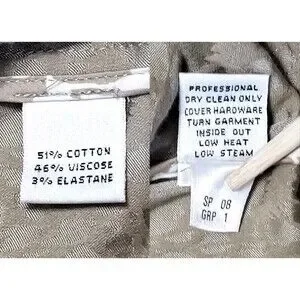 51% COTTON
46% VISCOSE
3% ELASTANE
PROFESSIONAL
DRY CLEAN ONLY
COVER HARDWARE
TURN GARMENT
INSIDE OUT
LOW HEAT
LOW STEAM
SP 08
GRP 1